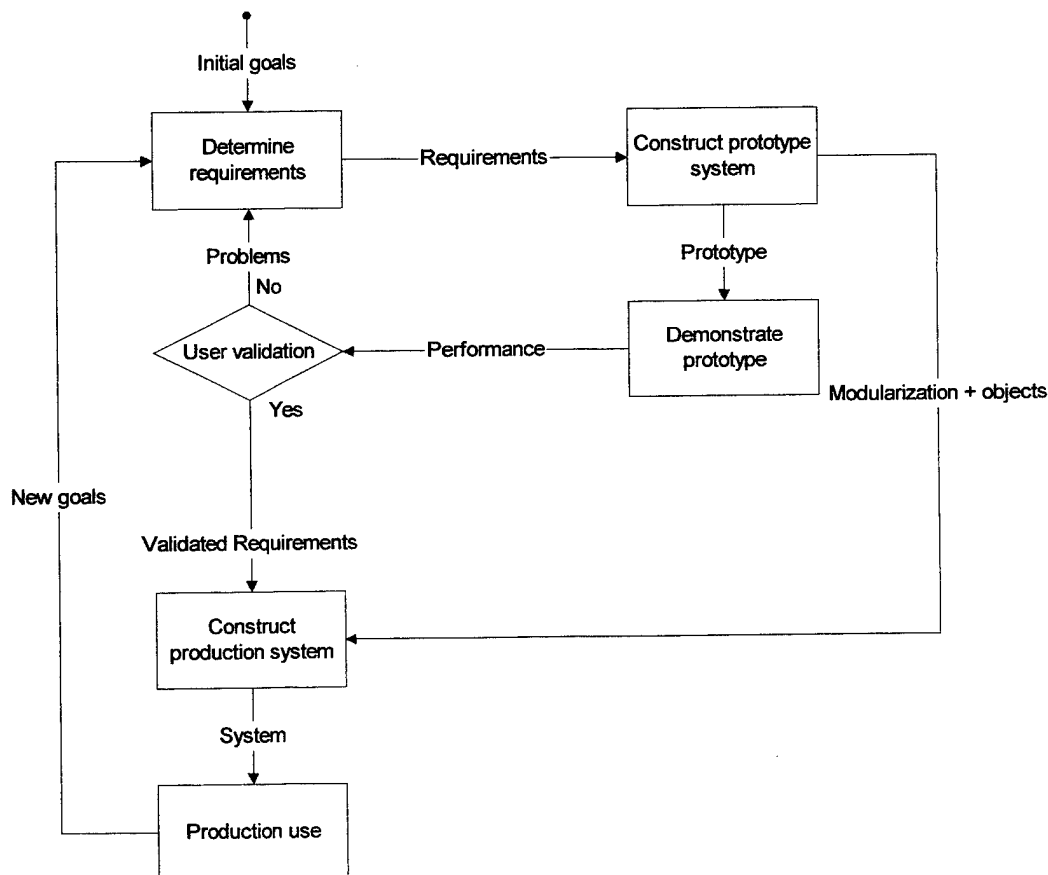 Initial goals
Determine
requirements
Requirements
Construct prototype
system
Problems
No
Prototype
User validation
Performance
Demonstrate
prototype
Yes
Modularization + objects
New goals
Validated Requirements
Construct
production system
System
Production use